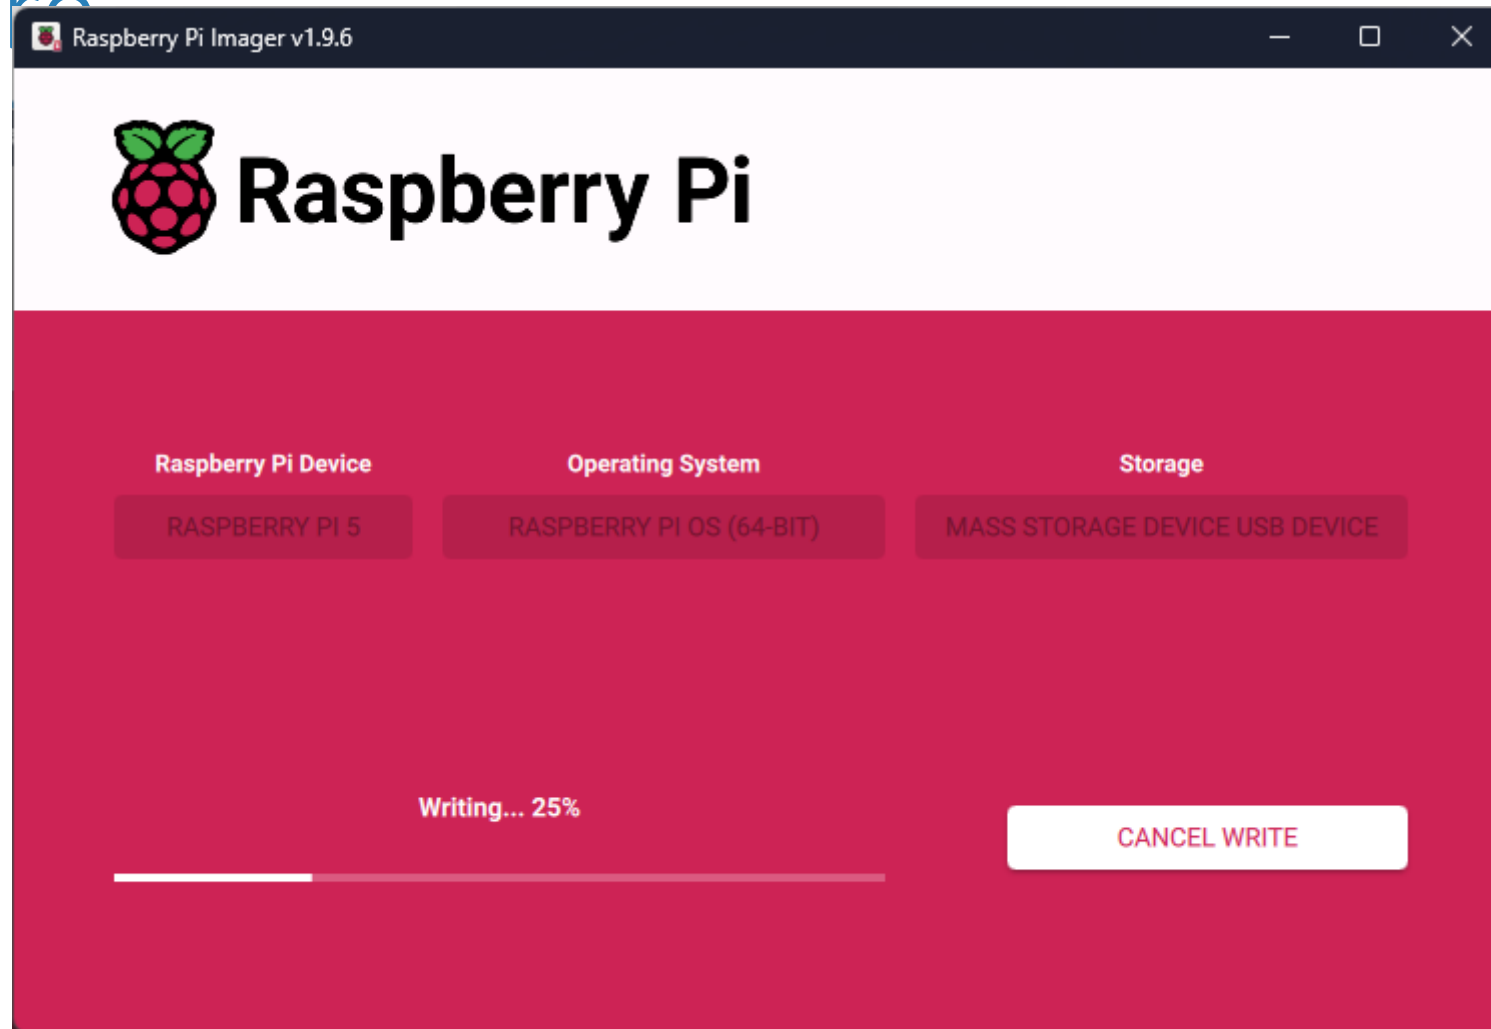 Raspberry Pi Imager v1.9.6
Raspberry Pi
Raspberry Pi Device
Operating System
Storage
RASPBERRY PI 5
RASPBERRY PI OS (64-BIT)
MASS STORAGE DEVICE USB DEVICE
Writing... 25%
CANCEL WRITE